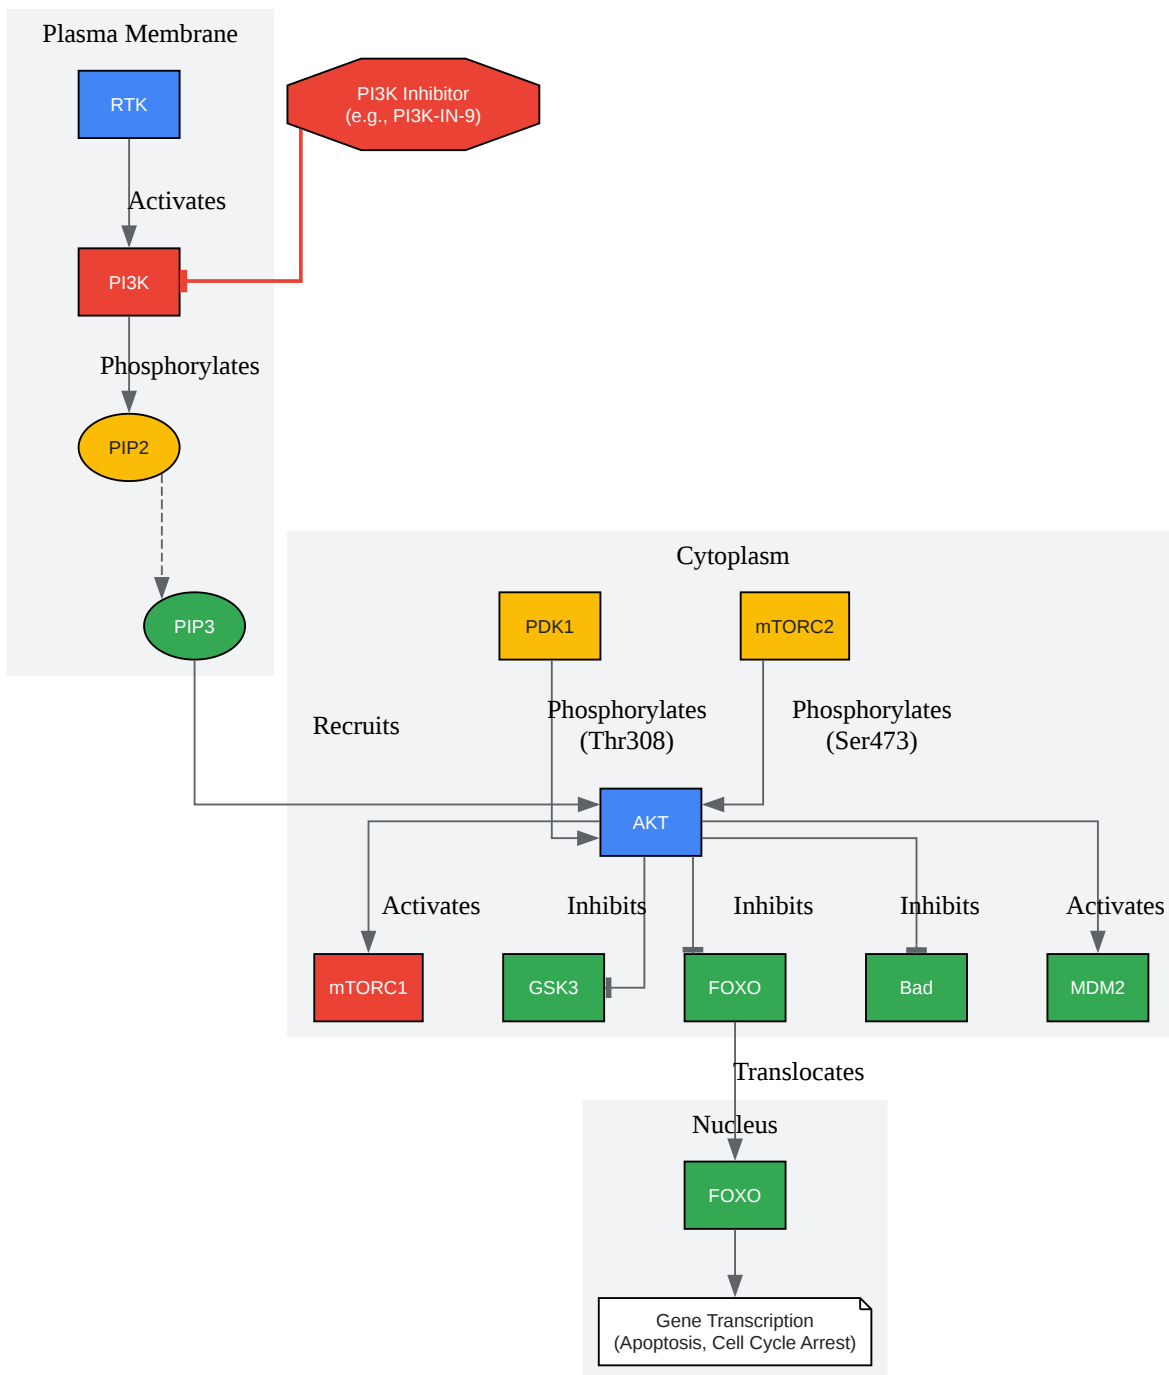 Plasma Membrane
RTK
PI3K Inhibitor
(e.g., PI3K-IN-9)
Activates
PI3K
Phosphorylates
PIP2
Cytoplasm
PIP3
PDK1
mTORC2
Recruits
Phosphorylates
(Thr308)
Phosphorylates
(Ser473)
AKT
Activates
Inhibits
Inhibits
Inhibits
Activates
mTORC1
GSK3
FOXO
Bad
MDM2
Translocates
Nucleus
FOXO
Gene Transcription
(Apoptosis, Cell Cycle Arrest)